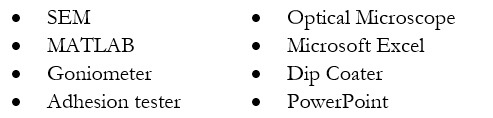 • SEM
• MATLAB
• Goniometer
• Adhesion tester
• Optical Microscope
• Microsoft Excel
• Dip Coater
• PowerPoint